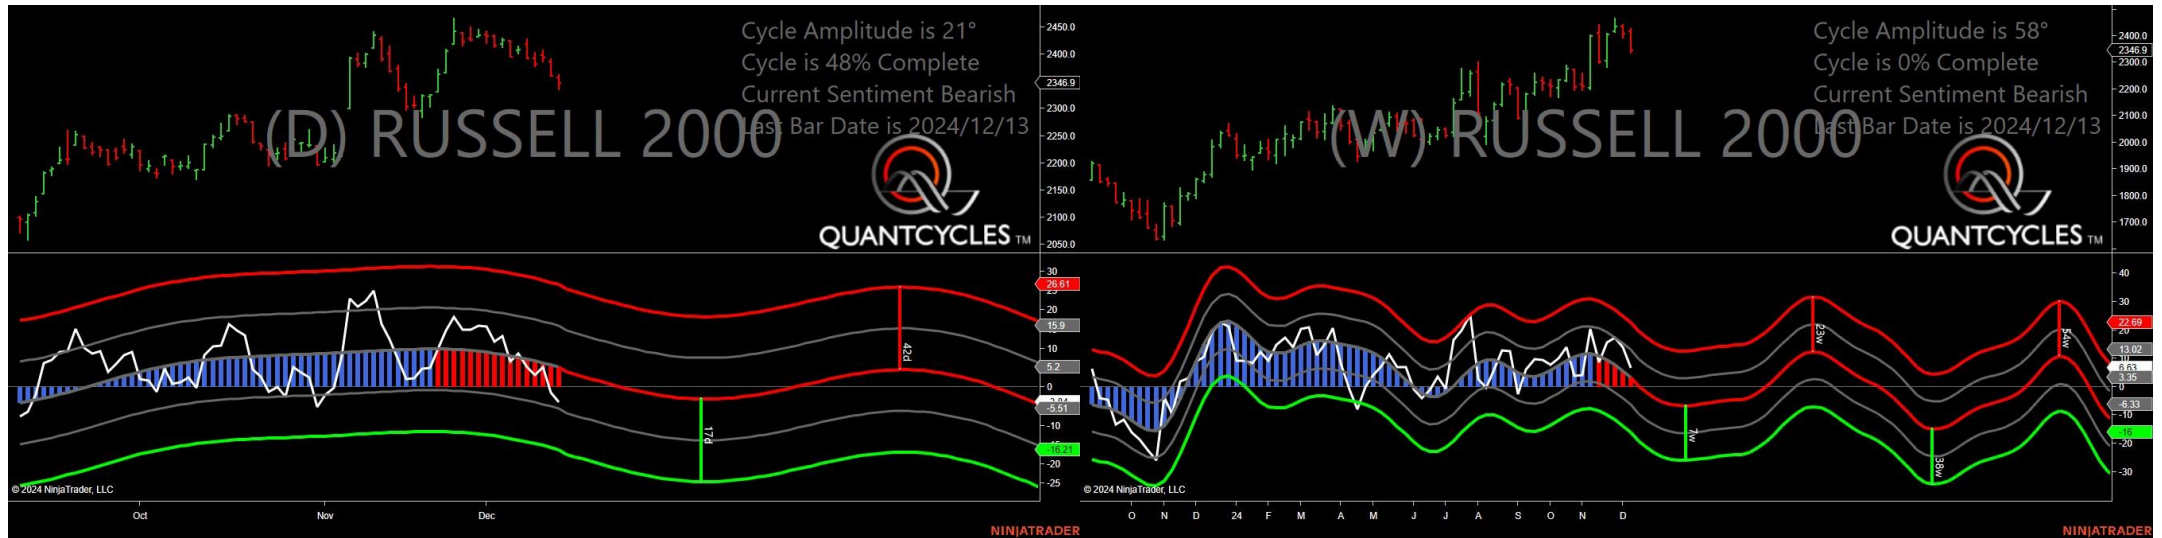 Cycle Amplitude is 21°
Cycle is 48% Complete
Current Sentiment Bearish
Last Bar Date is 2024/12/13
(D) RUSSELL 2000
QUANTCYCLES TM
2450.0
2400.0
2346.9
2300.0
2250.0
2200.0
2150.0
2100.0
2050.0
30
26.61
20
15.9
10
5.2
0
-5.51
-10
-16.21
-20
-25
42d
17d
© 2024 NinjaTrader, LLC
Oct Nov Dec
NINJATRADER
Cycle Amplitude is 58°
Cycle is 0% Complete
Current Sentiment Bearish
Last Bar Date is 2024/12/13
(W) RUSSELL 2000
QUANTCYCLES TM
2400.0
2346.9
2300.0
2200.0
2100.0
2000.0
1900.0
1800.0
1700.0
40
30
22.69
20
13.02
10
6.63
3.35
0
-6.33
-10
-16
-20
-30
23w
54w
7w
38w
© 2024 NinjaTrader, LLC
O N D 24 F M A M J J A S O N D
NINJATRADER